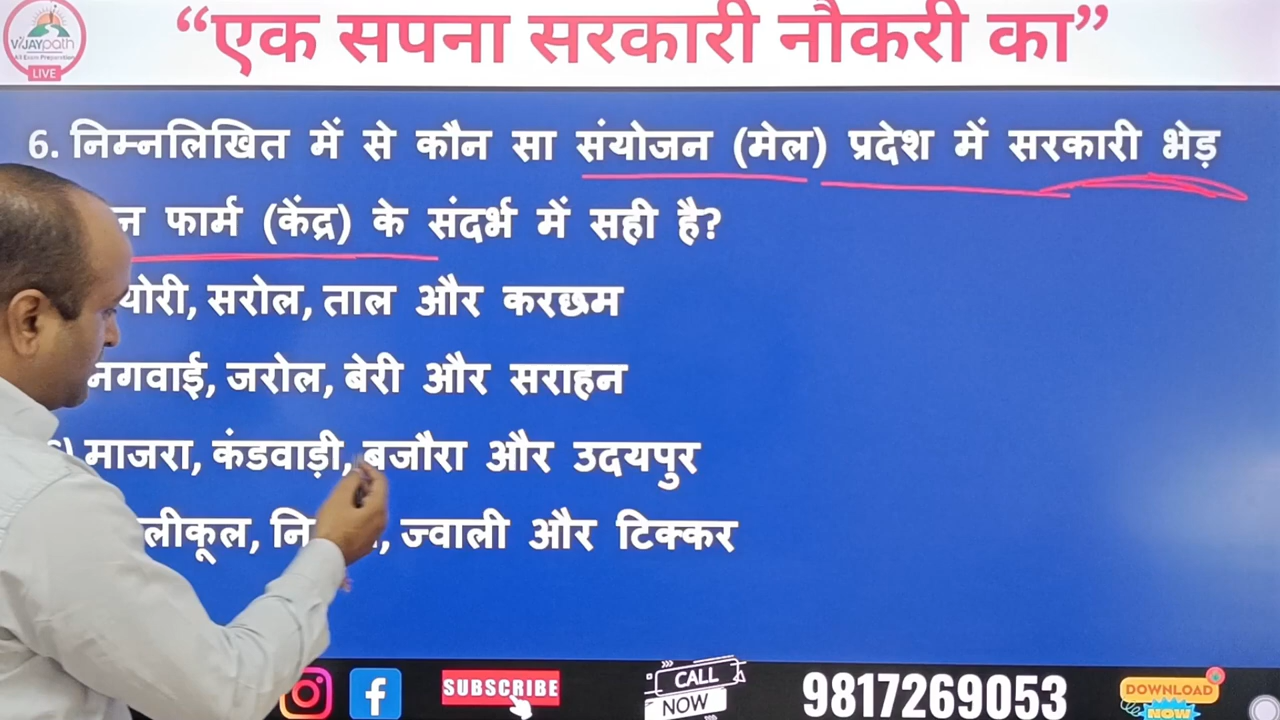 “एक सपना सरकारी नौकरी का”
VIJAYpath
All Exam Preparation
LIVE
6. निम्नलिखित में से कौन सा संयोजन (मेल) प्रदेश में सरकारी भेड़
फार्म (केंद्र) के संदर्भ में सही है?
सरोल, ताल और करछम
नगवाई, जरोल, बेरी और सराहन
माजरा, कंडवाड़ी, बजौरा और उदयपुर
ज्वाली और टिक्कर
SUBSCRIBE
CALL
NOW
9817269053
DOWNLOAD
NOW